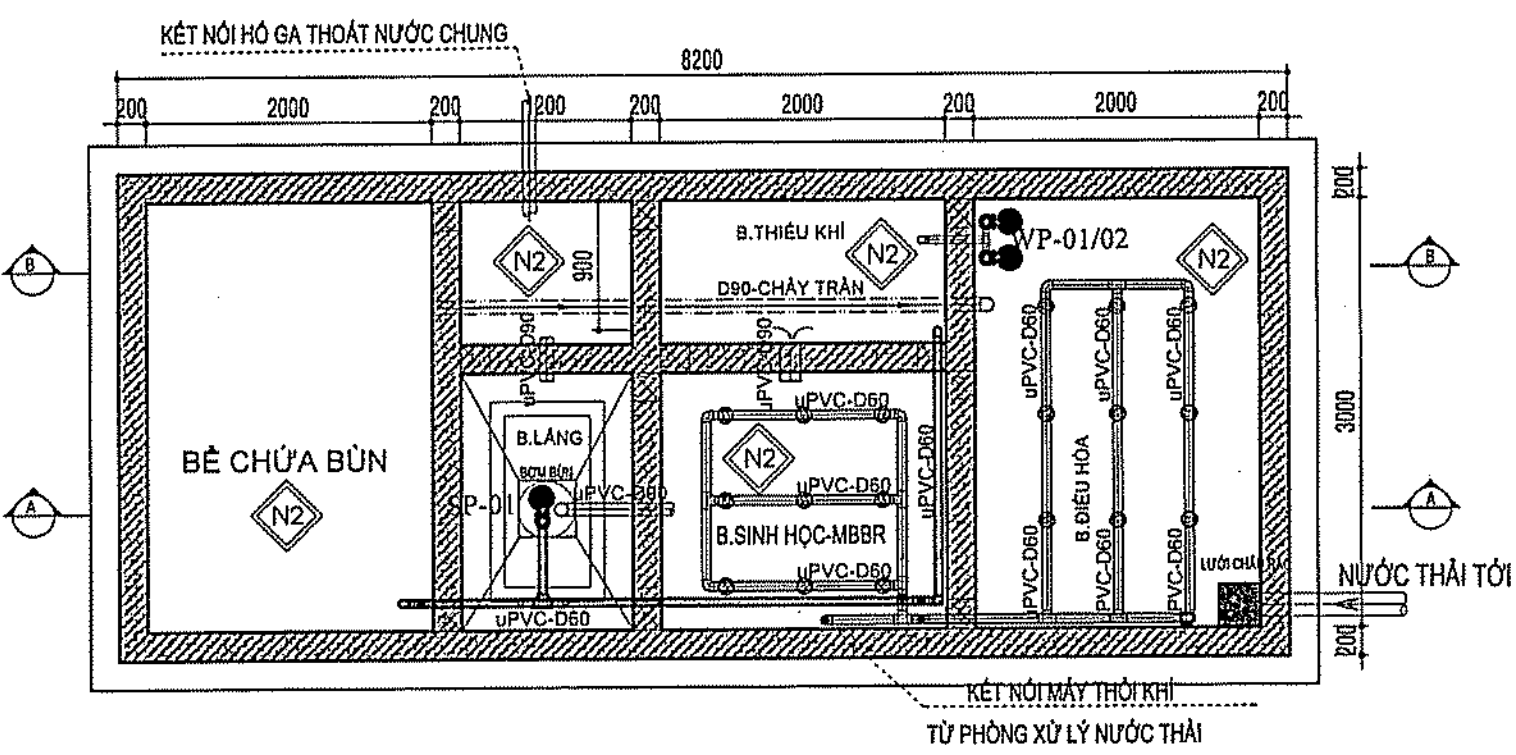 KẾT NỐI HỐ GA THOÁT NƯỚC CHUNG
8200
200 2000 200 1200 200 2000 200 2000 200
200
B.THIẾU KHÍ
N2
N2
WP-01/02
N2
B
B
900
D90-CHẢY TRÀN
uPVC-D90
uPVC-D90
uPVC-D60
uPVC-D60
uPVC-D60
3000
uPVC-D60
B.LẮNG
N2
BỂ CHỨA BÙN
BƠM BÙN
uPVC-D60
B.ĐIỀU HÒA
N2
SP-01
uPVC-D60
A
A
B.SINH HỌC-MBBR
uPVC-D60
uPVC-D60
uPVC-D60
uPVC-D60
LƯỚI CHẮN RÁC
NƯỚC THẢI TỚI
uPVC-D60
200
KẾT NỐI MÁY THỔI KHÍ
TỪ PHÒNG XỬ LÝ NƯỚC THẢI